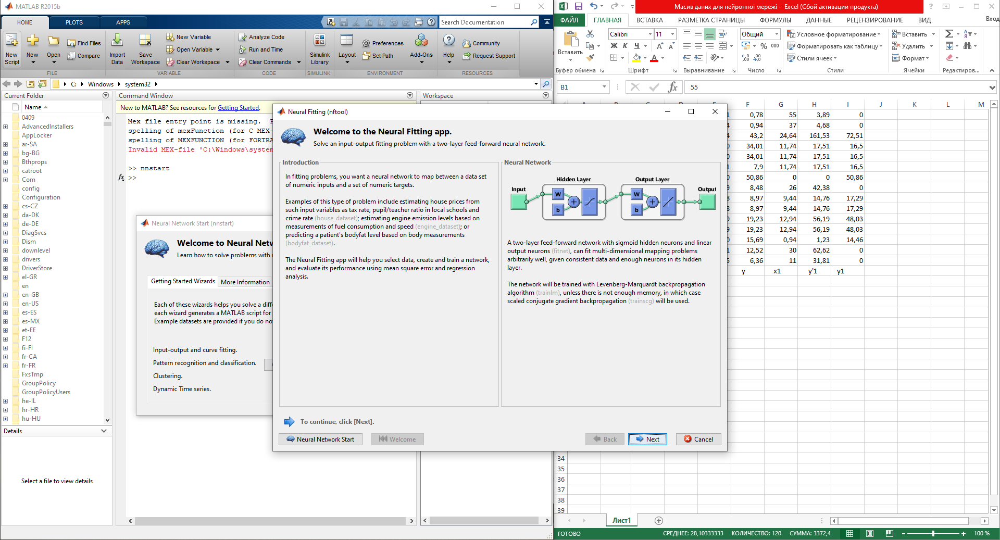 MATLAB R2015b
HOME
PLOTS
APPS
Search Documentation
New Script
New
Open
Find Files
Compare
FILE
Import Data
Save Workspace
New Variable
Open Variable
Clear Workspace
VARIABLE
Analyze Code
Run and Time
Clear Commands
CODE
Simulink Library
SIMULINK
Layout
Preferences
Set Path
Add-Ons
ENVIRONMENT
Help
Community
Request Support
RESOURCES
C:
Windows
system32
Current Folder
Name
0409
AdvancedInstallers
AppLocker
ar-SA
bg-BG
Bthprops
catroot
Com
config
Configuration
cs-CZ
da-DK
de-DE
DiagSvcs
Dism
downlevel
drivers
DriverStore
el-GR
en
en-GB
en-US
es-ES
es-MX
et-EE
F12
fi-FI
fr-CA
fr-FR
FxsTmp
GroupPolicy
GroupPolicyUsers
he-IL
hr-HR
hu-HU
Details
Select a file to view details
Command Window
New to MATLAB? See resources for Getting Started.
Mex file entry point is missing.
spelling of mexFunction (for C MEX-
spelling of MEXFUNCTION (for FORTRA
Invalid MEX-file 'C:\Windows\system
>> nnstart
fx >>
Workspace
Neural Network Start (nnstart)
Welcome to Neural Netw
Learn how to solve problems with
Getting Started Wizards
More Information
Each of these wizards helps you solve a diff
each wizard generates a MATLAB script for
Example datasets are provided if you do no
Input-output and curve fitting.
Pattern recognition and classification.
Clustering.
Dynamic Time series.
Neural Fitting (nftool)
Welcome to the Neural Fitting app.
Solve an input-output fitting problem with a two-layer feed-forward neural network.
Introduction
In fitting problems, you want a neural network to map between a data set
of numeric inputs and a set of numeric targets.
Examples of this type of problem include estimating house prices from
such input variables as tax rate, pupil/teacher ratio in local schools and
crime rate (house_dataset); estimating engine emission levels based on
measurements of fuel consumption and speed (engine_dataset); or
predicting a patient's bodyfat level based on body measurements
(bodyfat_dataset).
The Neural Fitting app will help you select data, create and train a network,
and evaluate its performance using mean square error and regression
analysis.
Neural Network
Hidden Layer
Output Layer
Input
W
b
+
W
b
+
Output
A two-layer feed-forward network with sigmoid hidden neurons and linear
output neurons (fitnet), can fit multi-dimensional mapping problems
arbitrarily well, given consistent data and enough neurons in its hidden
layer.
The network will be trained with Levenberg-Marquardt backpropagation
algorithm (trainlm), unless there is not enough memory, in which case
scaled conjugate gradient backpropagation (trainscg) will be used.
To continue, click [Next].
Neural Network Start
Welcome
Back
Next
Cancel
Масив даних для нейронної мережі - Excel (Сбой активации продукта)
ФАЙЛ
ГЛАВНАЯ
ВСТАВКА
РАЗМЕТКА СТРАНИЦЫ
ФОРМУЛЫ
ДАННЫЕ
РЕЦЕНЗИРОВАНИЕ
ВИД
Вход
Вставить
Буфер обмена
Calibri
11
Ж К Ч
Шрифт
Выравнивание
Общий
% 000
Число
Условное форматирование
Форматировать как таблицу
Стили ячеек
Стили
Вставить
Удалить
Формат
Ячейки
Редактиров...
B1
fx
55
F G H I J K L M
0,78 55 3,89 0
0,94 37 4,68 0
43,2 24,64 161,53 72,51
34,01 11,74 17,51 16,5
34,01 11,74 17,51 16,5
7,9 11,74 17,51 16,5
50,86 0 0 50,86
8,48 26 42,38 0
8,97 9,44 14,76 17,29
8,97 9,44 14,76 17,29
19,23 12,94 56,19 48,03
19,23 12,94 56,19 48,03
15,69 0,94 1,23 14,46
12,52 30 62,62 0
6,36 11 31,81 0
y x1 y'1 y1
34
35
36
37
38
39
Лист1
ГОТОВО
СРЕДНЕЕ: 28,10333333
КОЛИЧЕСТВО: 120
СУММА: 3372,4
100 %